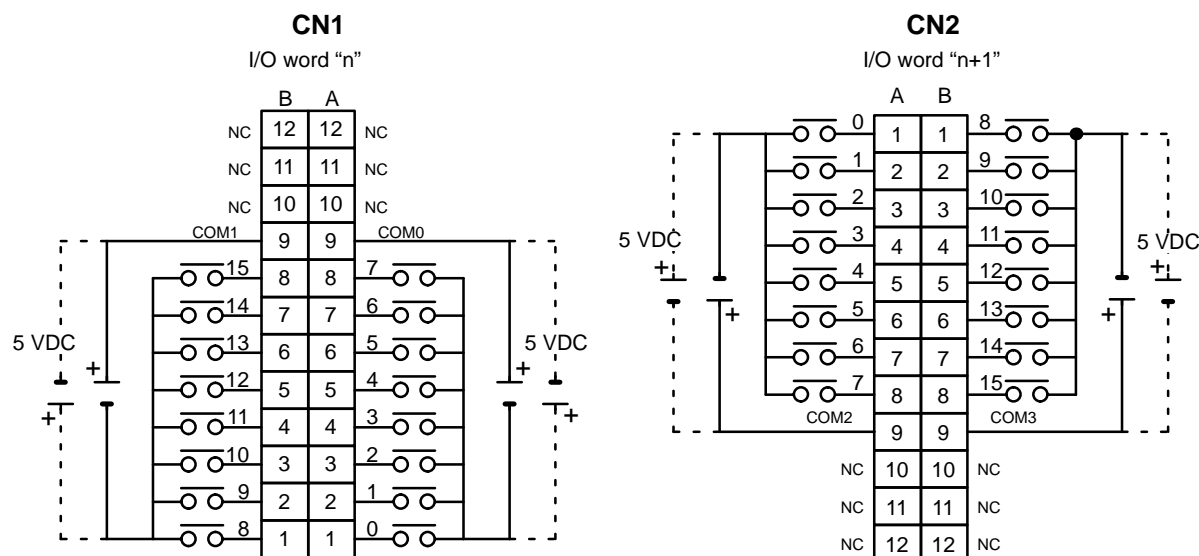 CN1
I/O word “n”
B A
NC 12 12 NC
NC 11 11 NC
NC 10 10 NC
COM1 9 9 COM0
15 8 8 7
14 7 7 6
13 6 6 5
5 VDC 5 VDC
+ + + +
12 5 5 4
11 4 4 3
10 3 3 2
9 2 2 1
8 1 1 0
CN2
I/O word “n+1”
A B
0 1 1 8
1 2 2 9
2 3 3 10
3 4 4 11
5 VDC 5 VDC
+ + + +
4 5 5 12
5 6 6 13
6 7 7 14
7 8 8 15
COM2 9 9 COM3
NC 10 10 NC
NC 11 11 NC
NC 12 12 NC